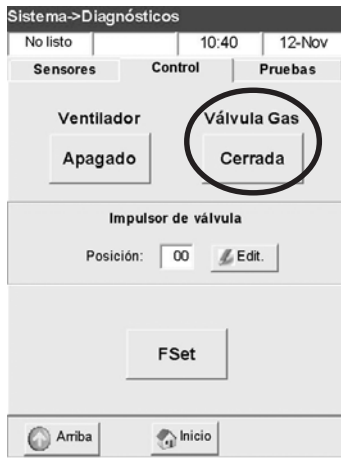 Sistema->Diagnósticos
No listo 10:40 12-Nov
Sensores Control Pruebas
Ventilador Válvula Gas
Apagado Cerrada
Impulsor de válvula
Posición: 00 Edit.
FSet
Arriba Inicio